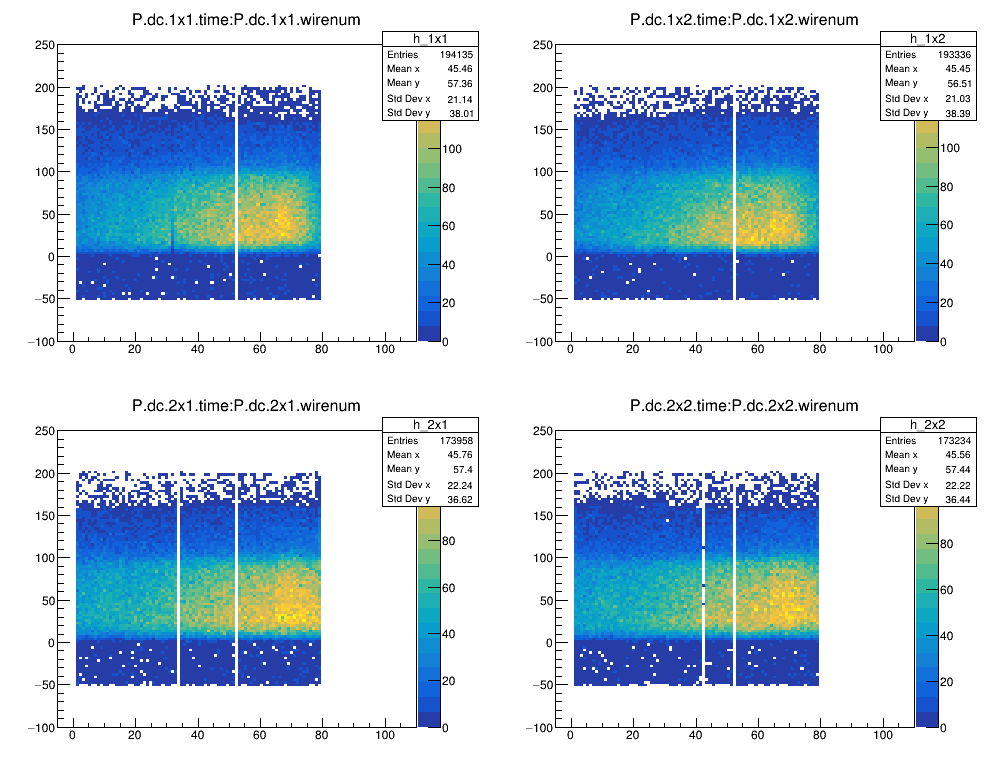 P.dc.1x1.time:P.dc.1x1.wirenum
h_1x1
Entries 194135
Mean x 45.46
Mean y 57.36
Std Dev x 21.14
Std Dev y 38.01
250
200
150
100
50
0
−50
−100
0 20 40 60 80 100
100
80
60
40
20
0
P.dc.1x2.time:P.dc.1x2.wirenum
h_1x2
Entries 193336
Mean x 45.45
Mean y 56.51
Std Dev x 21.03
Std Dev y 38.39
250
200
150
100
50
0
−50
−100
0 20 40 60 80 100
100
80
60
40
20
0
P.dc.2x1.time:P.dc.2x1.wirenum
h_2x1
Entries 173958
Mean x 45.76
Mean y 57.4
Std Dev x 22.24
Std Dev y 36.62
250
200
150
100
50
0
−50
−100
0 20 40 60 80 100
80
60
40
20
0
P.dc.2x2.time:P.dc.2x2.wirenum
h_2x2
Entries 173234
Mean x 45.56
Mean y 57.44
Std Dev x 22.22
Std Dev y 36.44
250
200
150
100
50
0
−50
−100
0 20 40 60 80 100
80
60
40
20
0